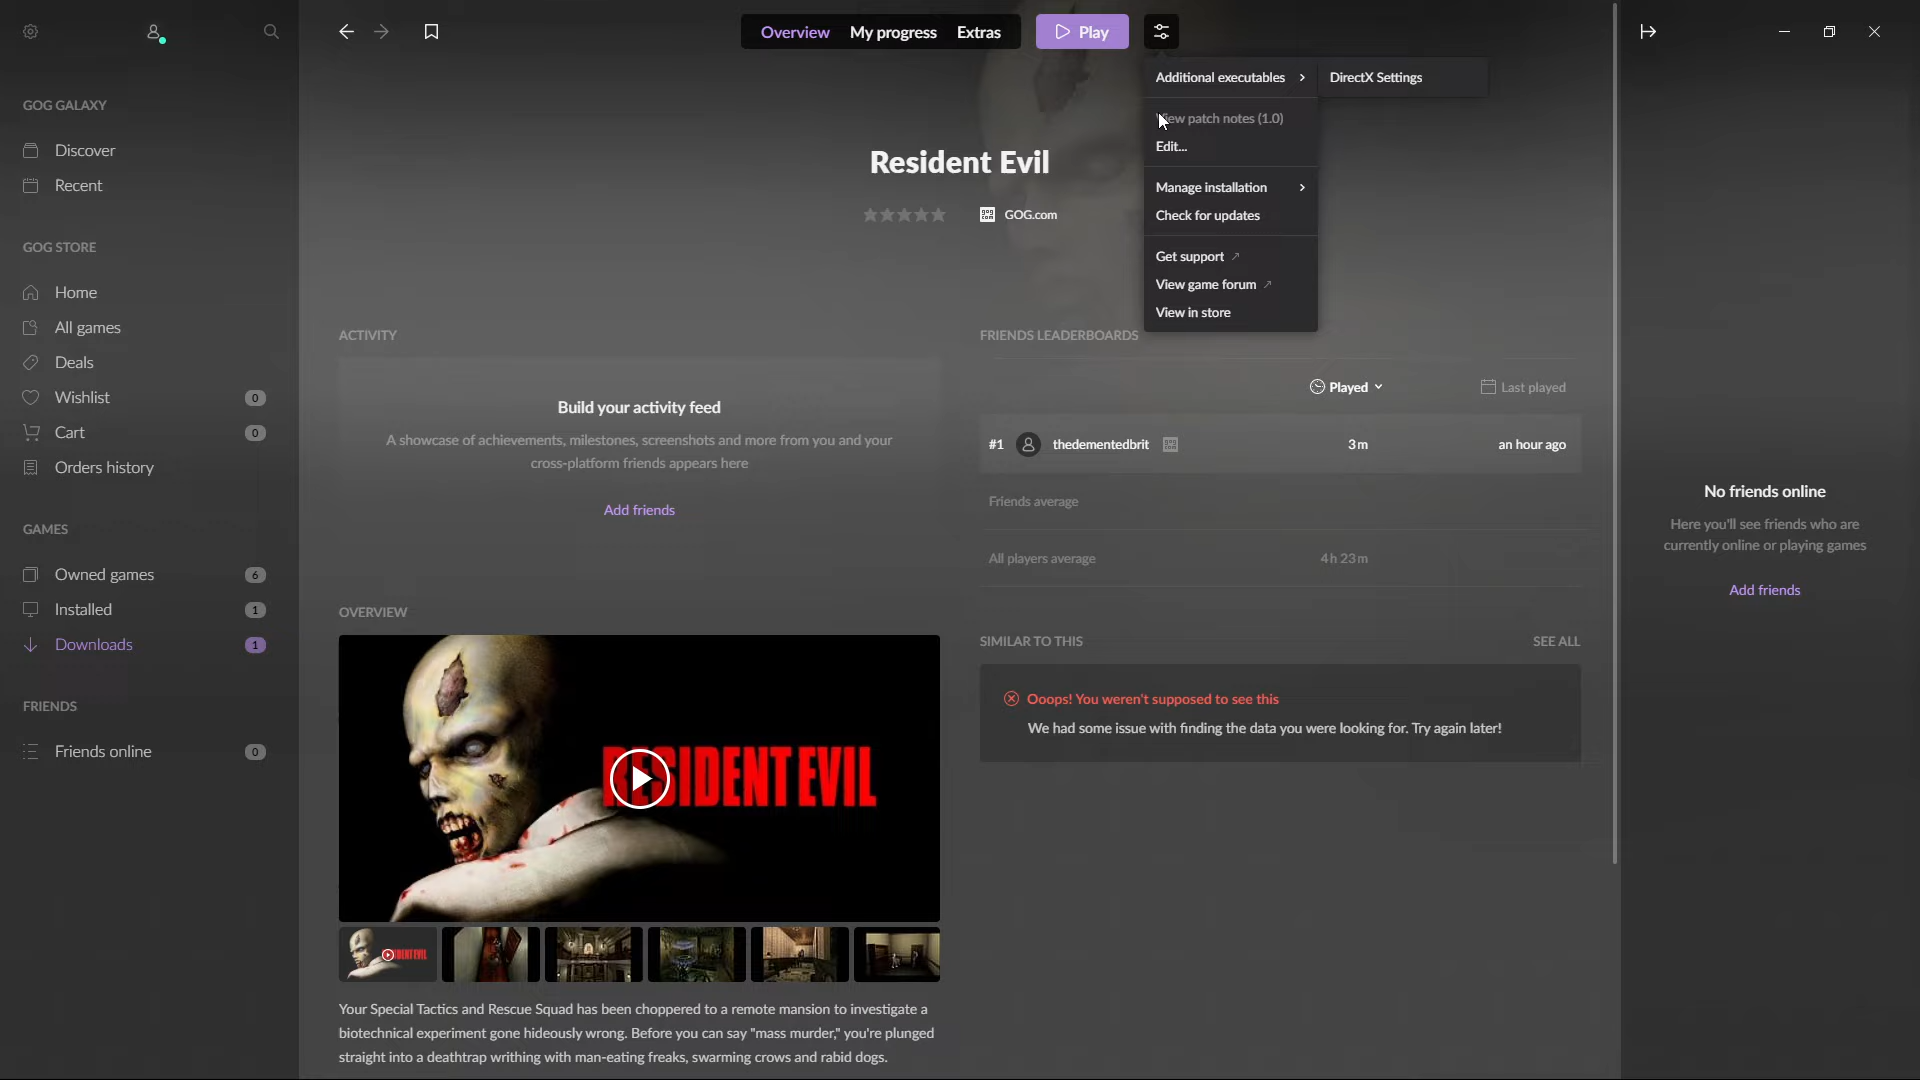 Overview My progress Extras
Play
GOG GALAXY
Discover
Recent
GOG STORE
Home
All games
Deals
Wishlist 0
Cart 0
Orders history
GAMES
Owned games 6
Installed 1
Downloads 1
FRIENDS
Friends online 0
Additional executables
DirectX Settings
View patch notes (1.0)
Edit...
Manage installation
Check for updates
Get support
View game forum
View in store
Resident Evil
GOG.com
ACTIVITY
Build your activity feed
A showcase of achievements, milestones, screenshots and more from you and your
cross-platform friends appears here
Add friends
FRIENDS LEADERBOARDS
Played Last played
#1 thedementedbrit 3m an hour ago
Friends average
All players average 4h 23m
OVERVIEW
RESIDENT EVIL
RESIDENT EVIL
Your Special Tactics and Rescue Squad has been choppered to a remote mansion to investigate a
biotechnical experiment gone hideously wrong. Before you can say "mass murder," you're plunged
straight into a deathtrap writhing with man-eating freaks, swarming crows and rabid dogs.
SIMILAR TO THIS SEE ALL
Ooops! You weren't supposed to see this
We had some issue with finding the data you were looking for. Try again later!
No friends online
Here you'll see friends who are
currently online or playing games
Add friends